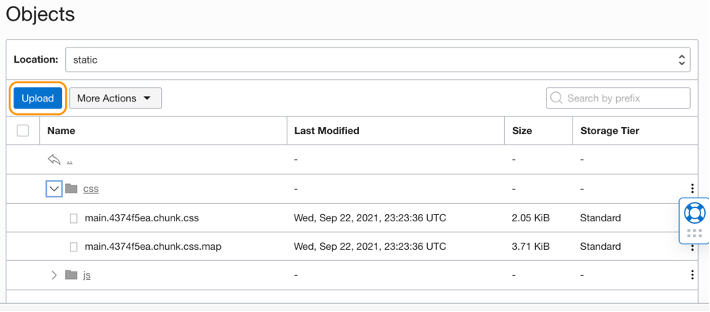 Objects
Location: static
Upload More Actions Search by prefix
Name Last Modified Size Storage Tier
.. - - -
css - - -
main.4374f5ea.chunk.css Wed, Sep 22, 2021, 23:23:36 UTC 2.05 KiB Standard
main.4374f5ea.chunk.css.map Wed, Sep 22, 2021, 23:23:36 UTC 3.71 KiB Standard
js - - -